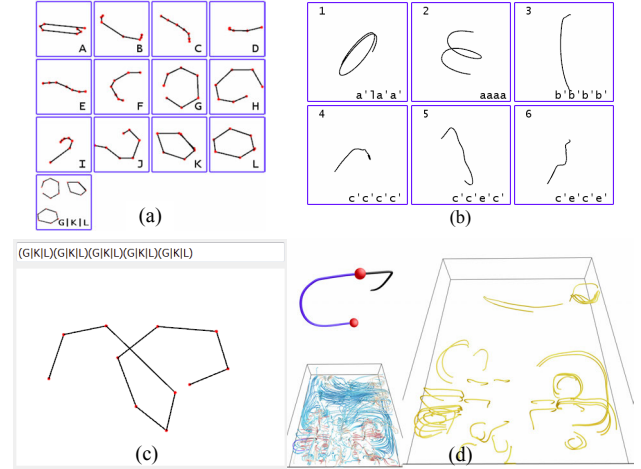 A
B
C
D
E
F
G
H
I
J
K
L
G|K|L
(a)
1
a'la'a'
2
aaaa
3
b'b'b'b'
4
c'c'c'c'
5
c'c'e'c'
6
c'e'c'e'
(b)
(G|K|L)(G|K|L)(G|K|L)(G|K|L)(G|K|L)
(c)
(d)